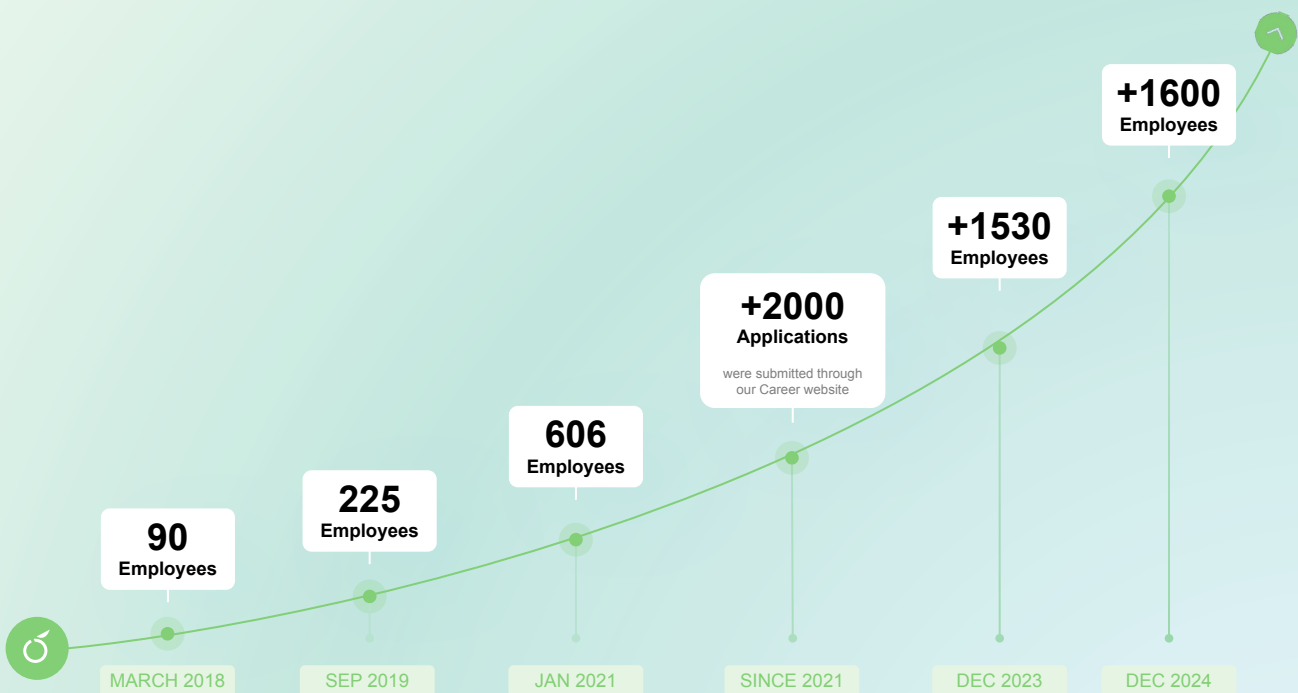 +1600
Employees
+1530
Employees
+2000
Applications
were submitted through
our Career website
606
Employees
225
Employees
90
Employees
MARCH 2018
SEP 2019
JAN 2021
SINCE 2021
DEC 2023
DEC 2024